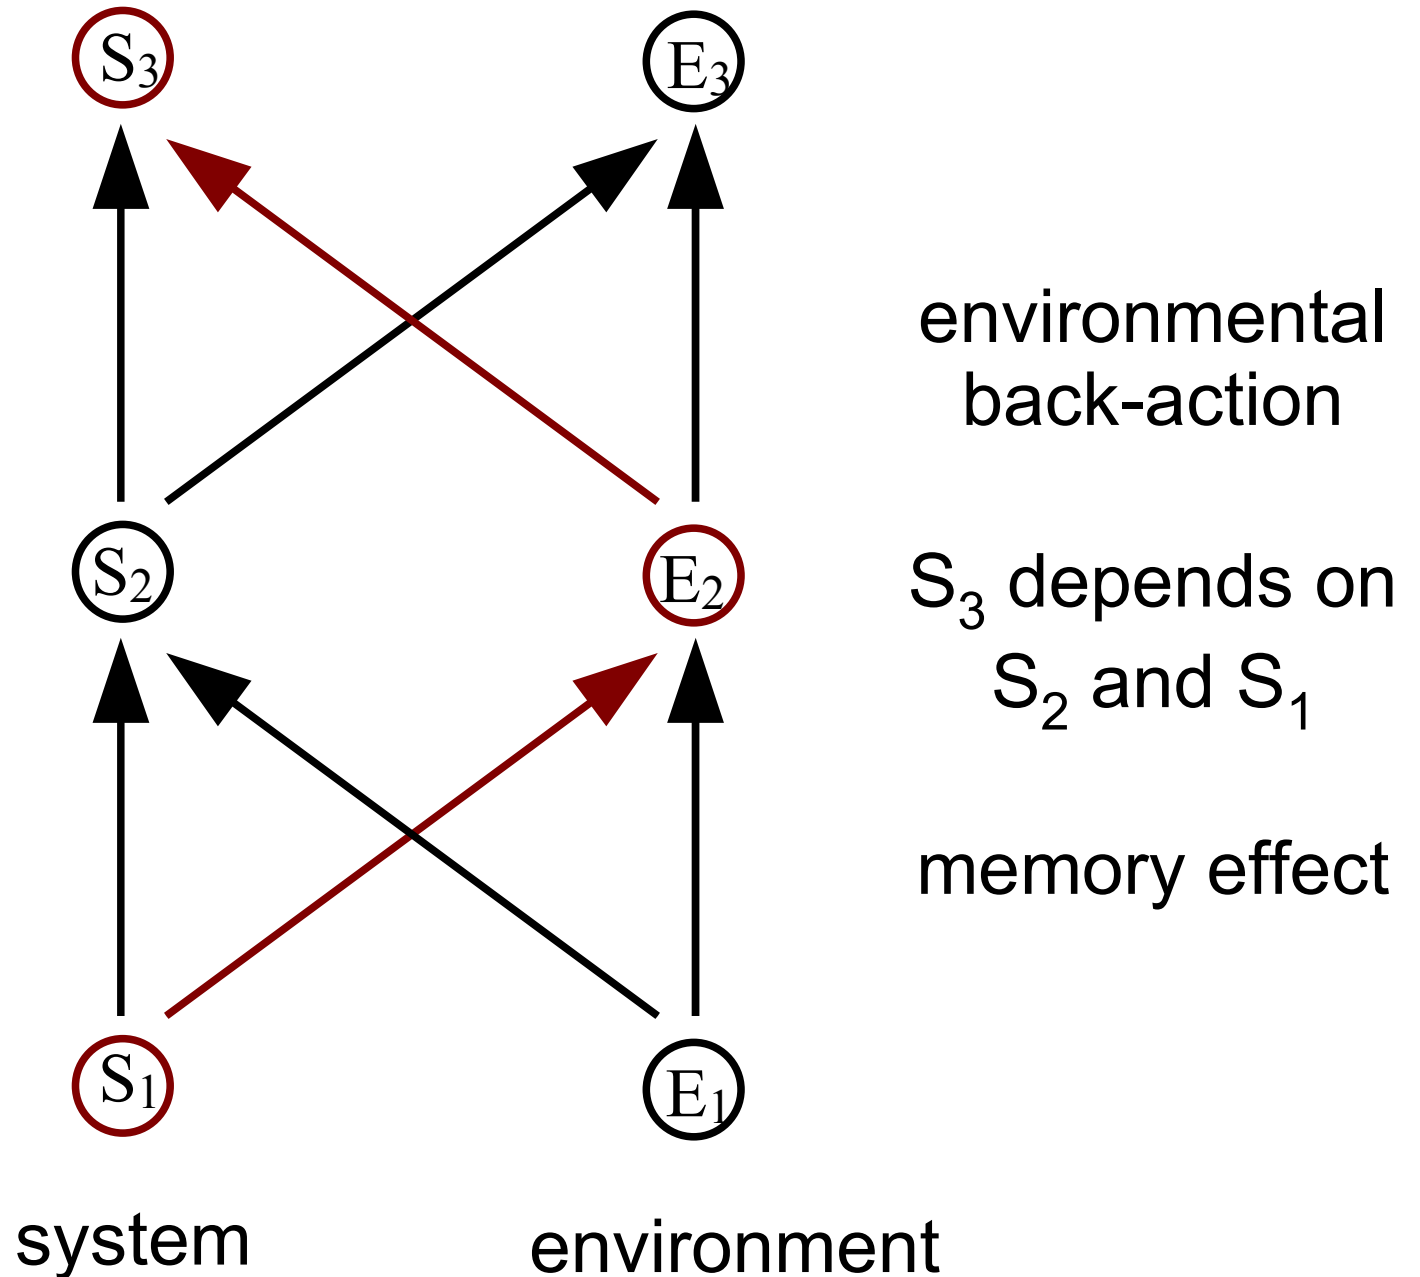 S₃
E₃
environmental
back-action
S₂
E₂
S₃ depends on
S₂ and S₁
memory effect
S₁
E₁
system
environment